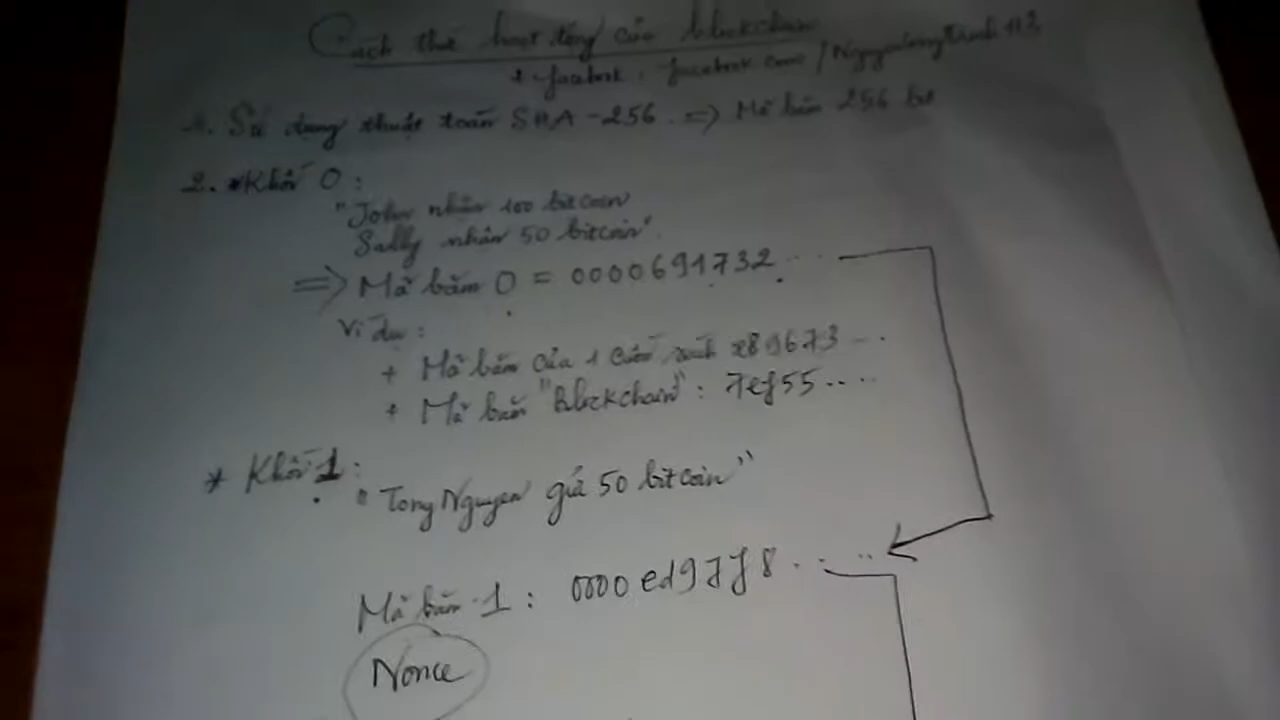 Cách thức hoạt động của blockchain
+ facebook: facebook.com/
1. Sử dụng thuật toán SHA-256 => Mã băm 256 bit
2. *Khối 0:
"John nhận 100 bitcoin
Sally nhận 50 bitcoin".
=> Mã băm 0 = 0000691732...
Ví dụ:
+ Mã băm của 1 cuốn sách x89673...
+ Mã băm "Blockchain": 7ef55....
* Khối 1:
"Tony Nguyen giá 50 bitcoin"
Mã băm 1: 0000ed9
Nonce